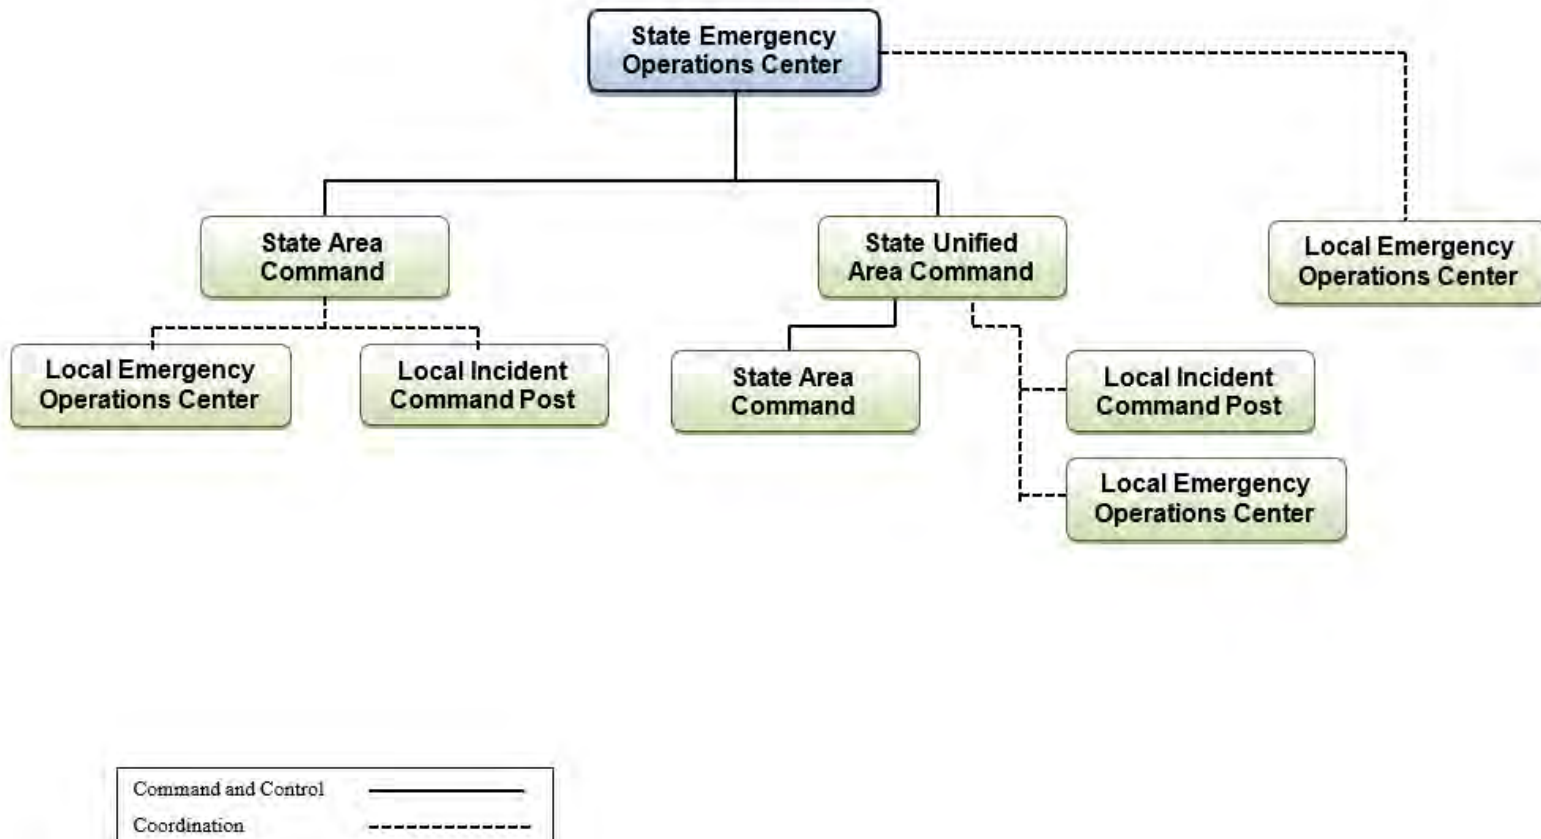 State Emergency
Operations Center
State Area
Command
State Unified
Area Command
Local Emergency
Operations Center
Local Emergency
Operations Center
Local Incident
Command Post
State Area
Command
Local Incident
Command Post
Local Emergency
Operations Center
Command and Control
Coordination